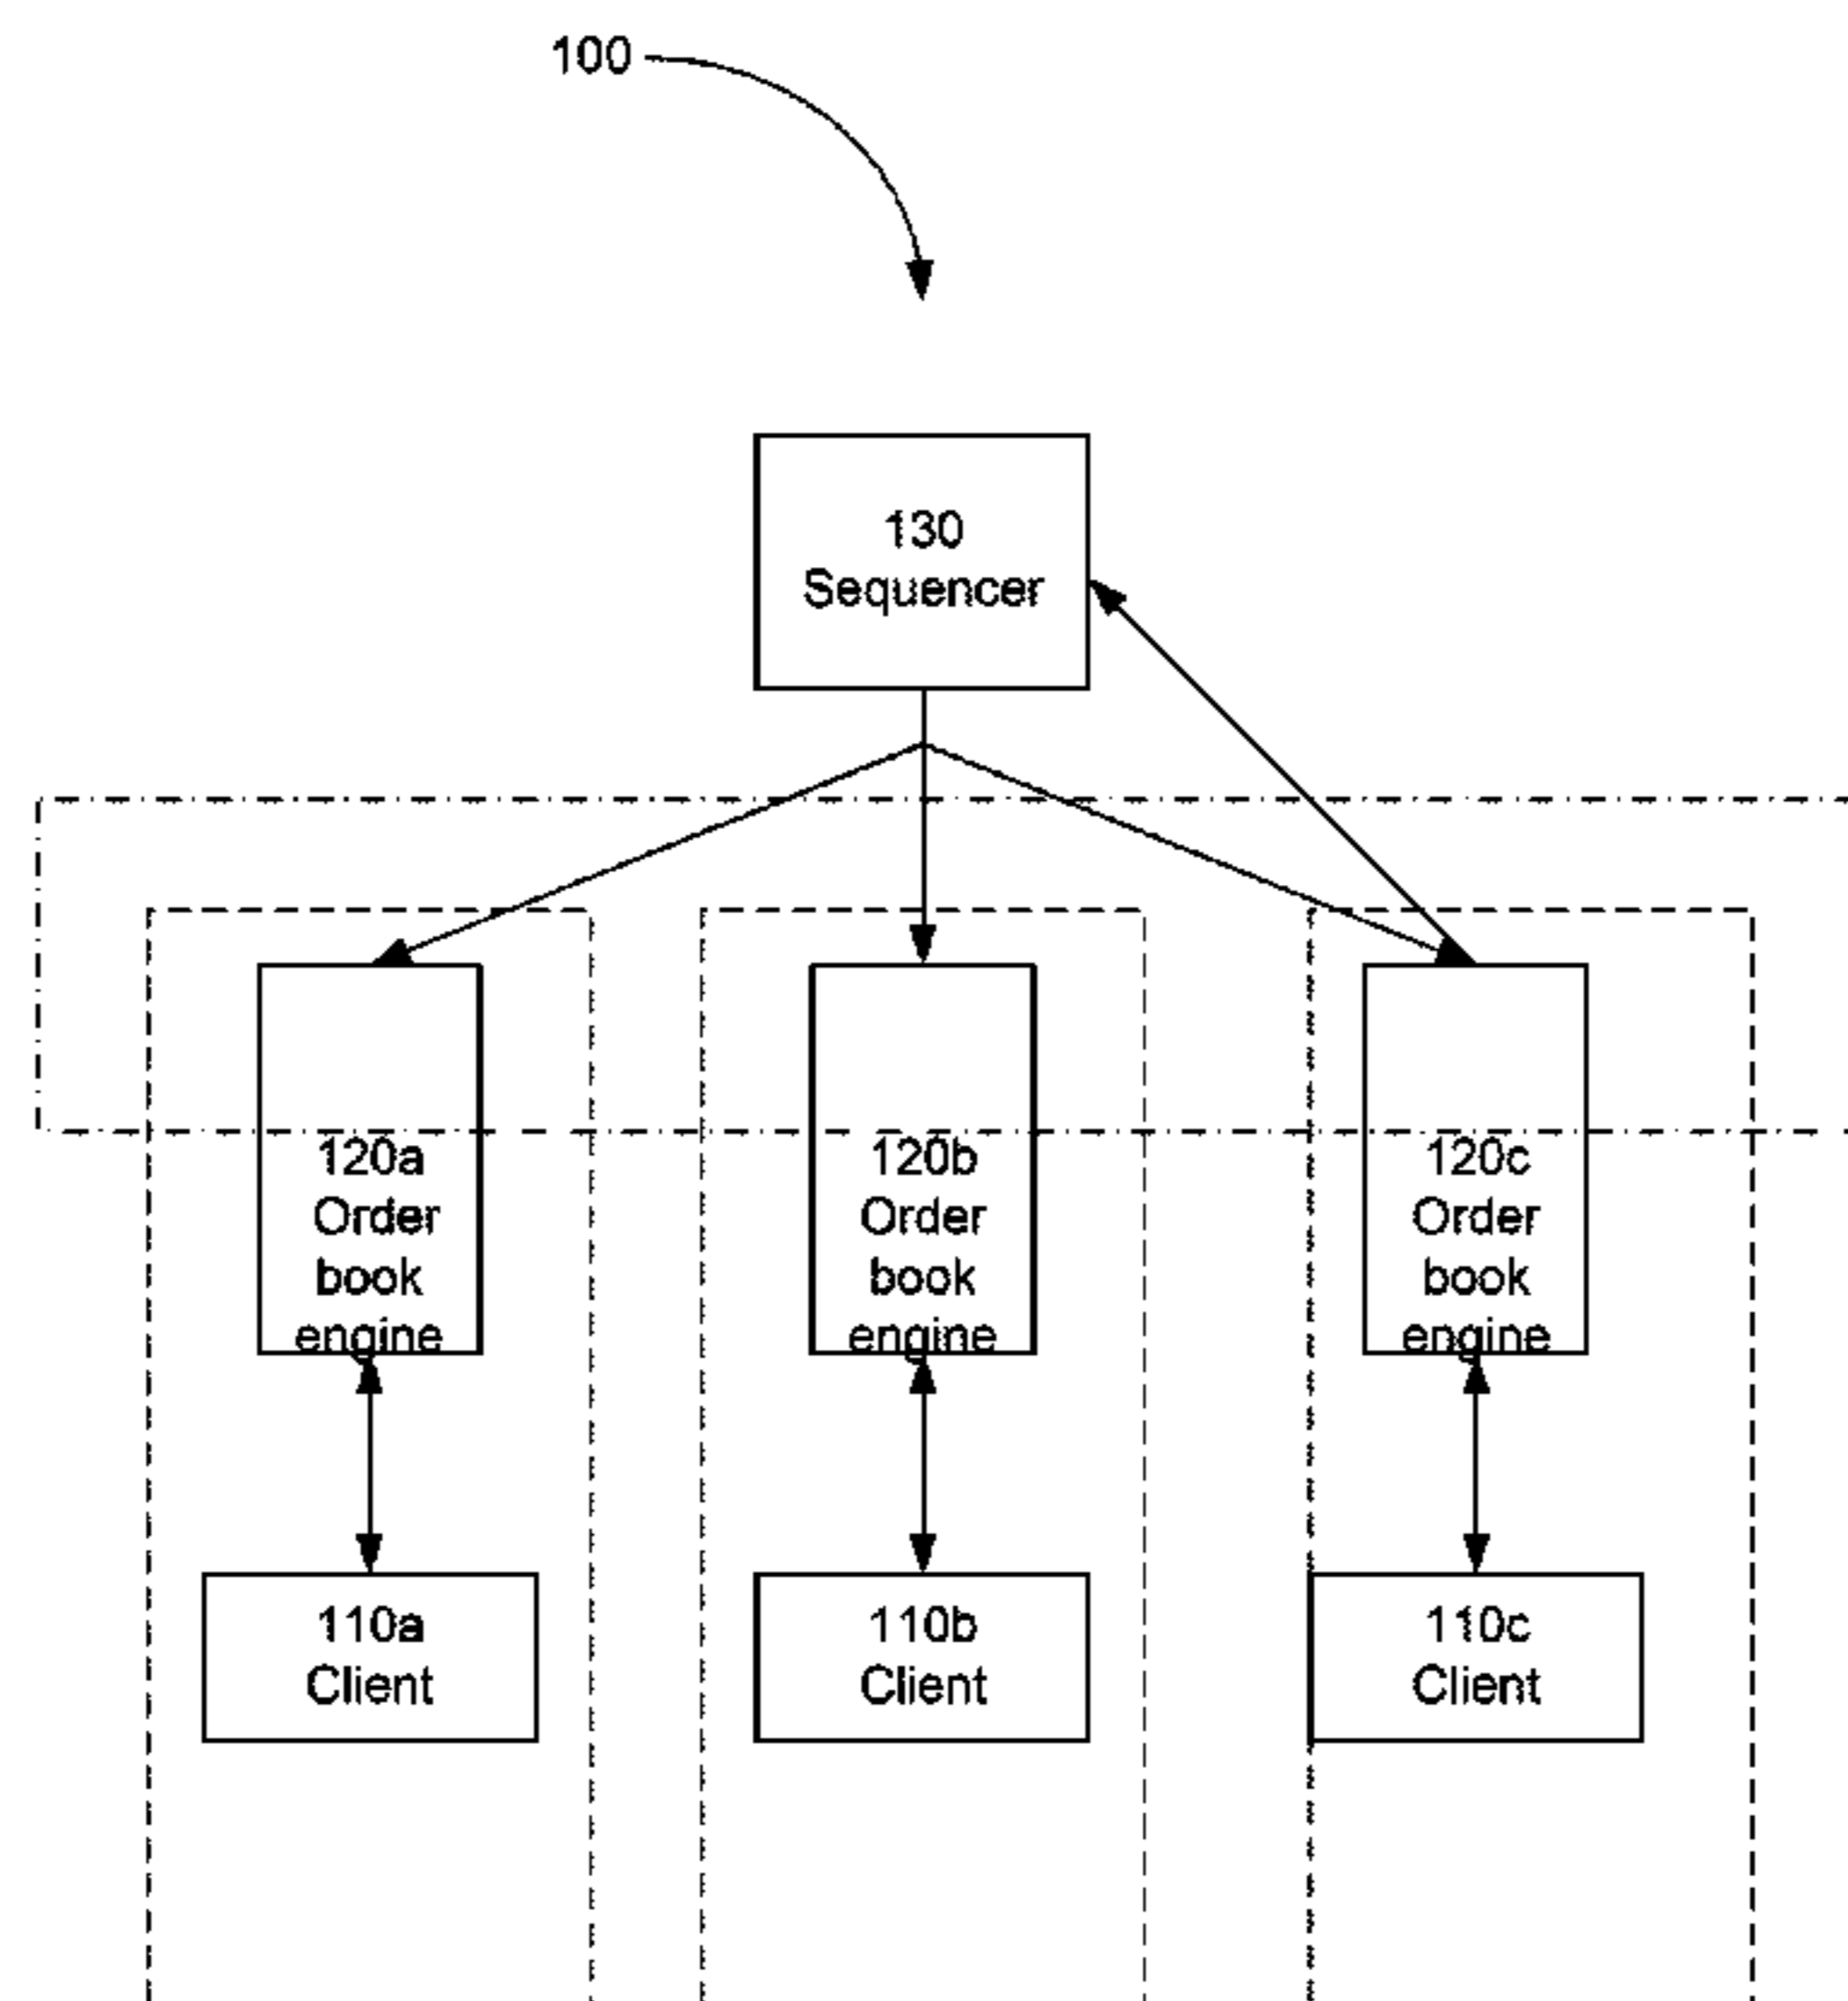 100
130
Sequencer
120a
Order
book
engine
120b
Order
book
engine
120c
Order
book
engine
110a
Client
110b
Client
110c
Client